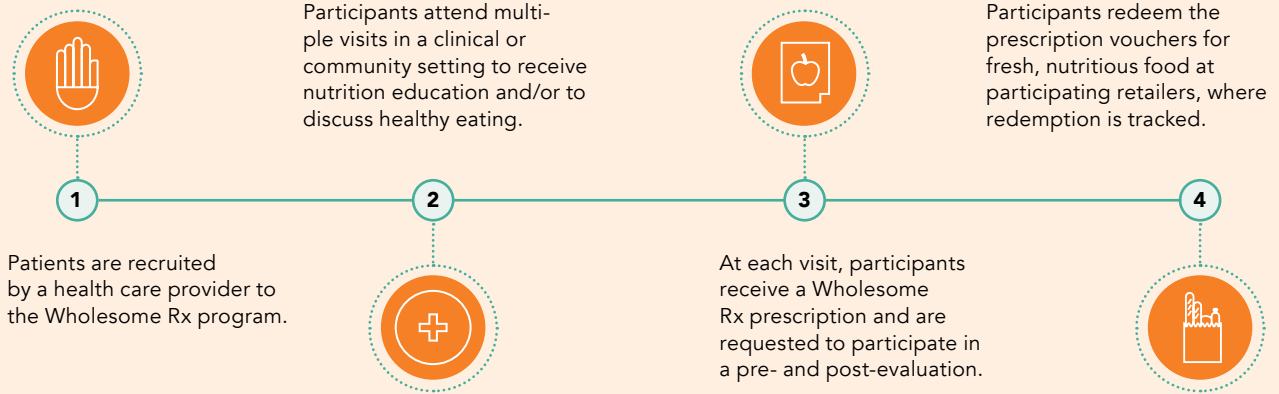 1
Patients are recruited
by a health care provider to
the Wholesome Rx program.
Participants attend multi-
ple visits in a clinical or
community setting to receive
nutrition education and/or to
discuss healthy eating.
2
3
At each visit, participants
receive a Wholesome
Rx prescription and are
requested to participate in
a pre- and post-evaluation.
Participants redeem the
prescription vouchers for
fresh, nutritious food at
participating retailers, where
redemption is tracked.
4